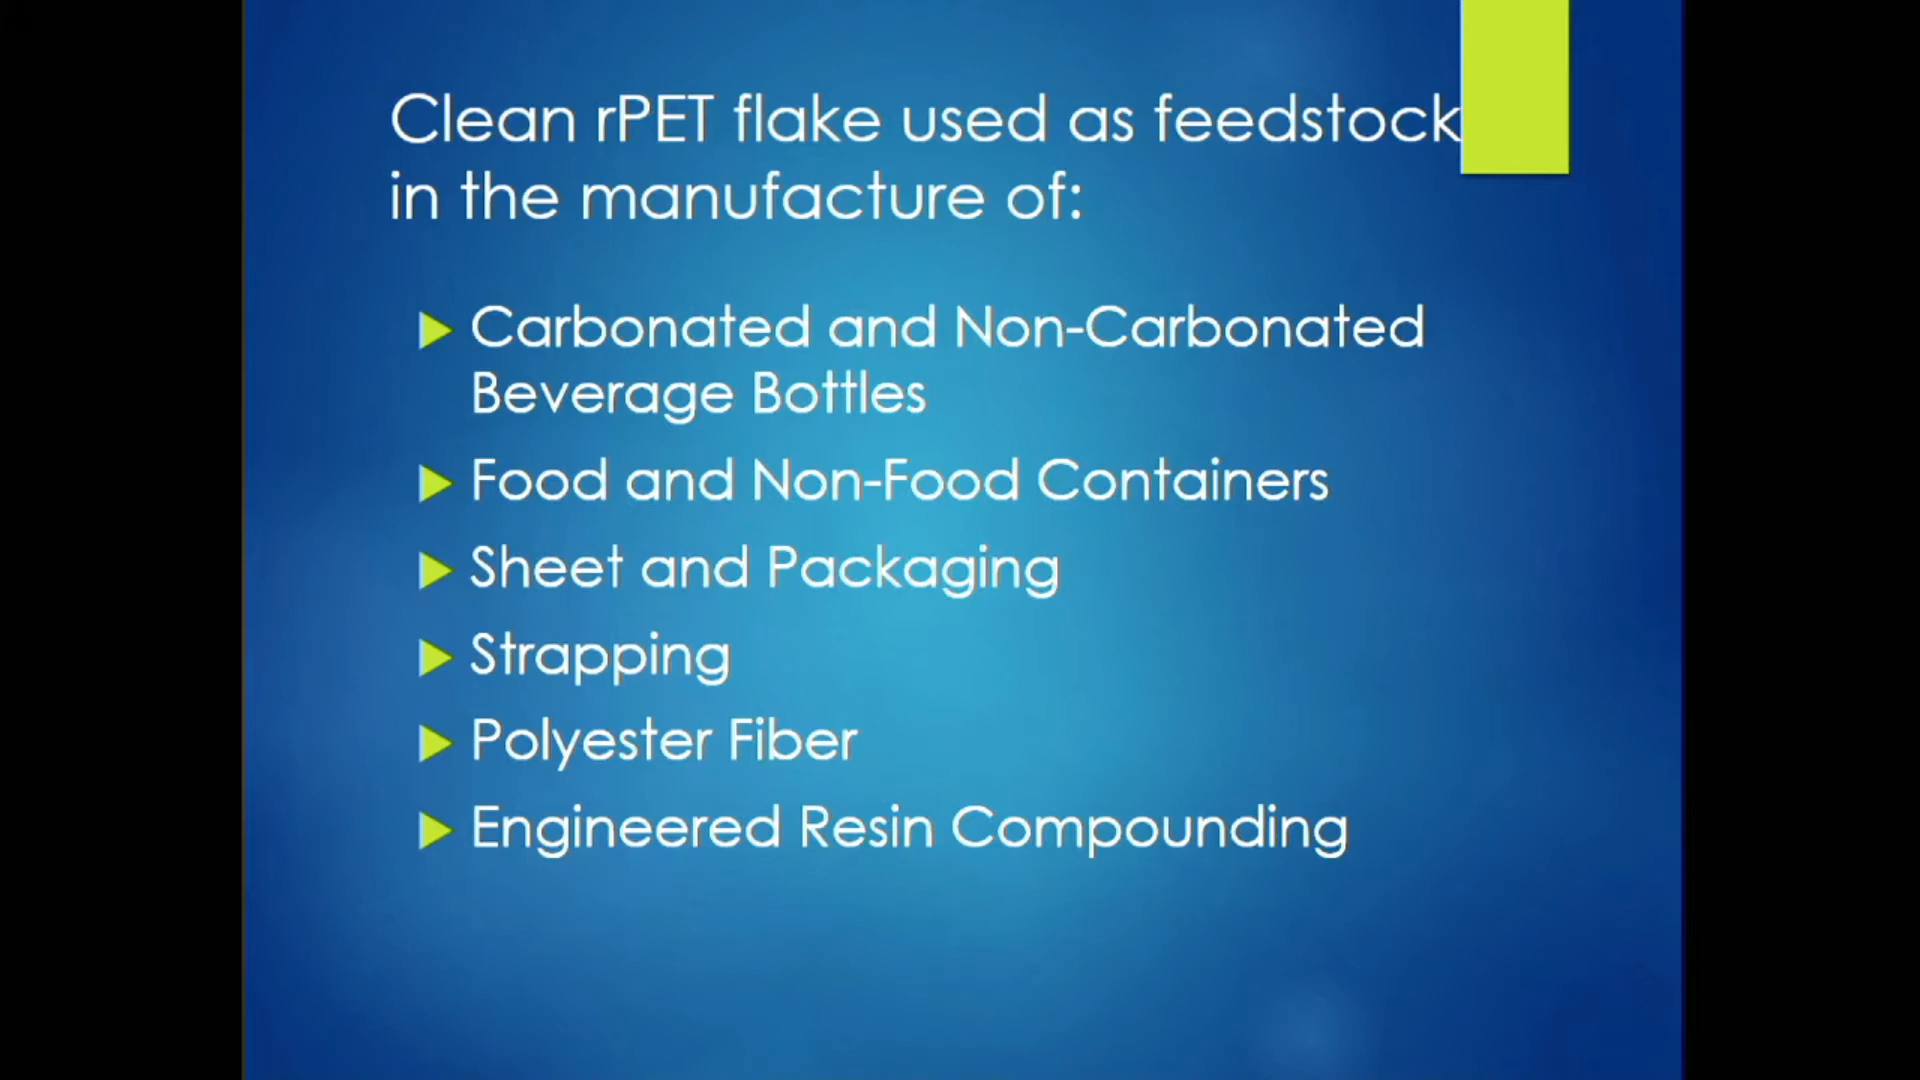 Clean rPET flake used as feedstock
in the manufacture of:
Carbonated and Non-Carbonated
Beverage Bottles
Food and Non-Food Containers
Sheet and Packaging
Strapping
Polyester Fiber
Engineered Resin Compounding